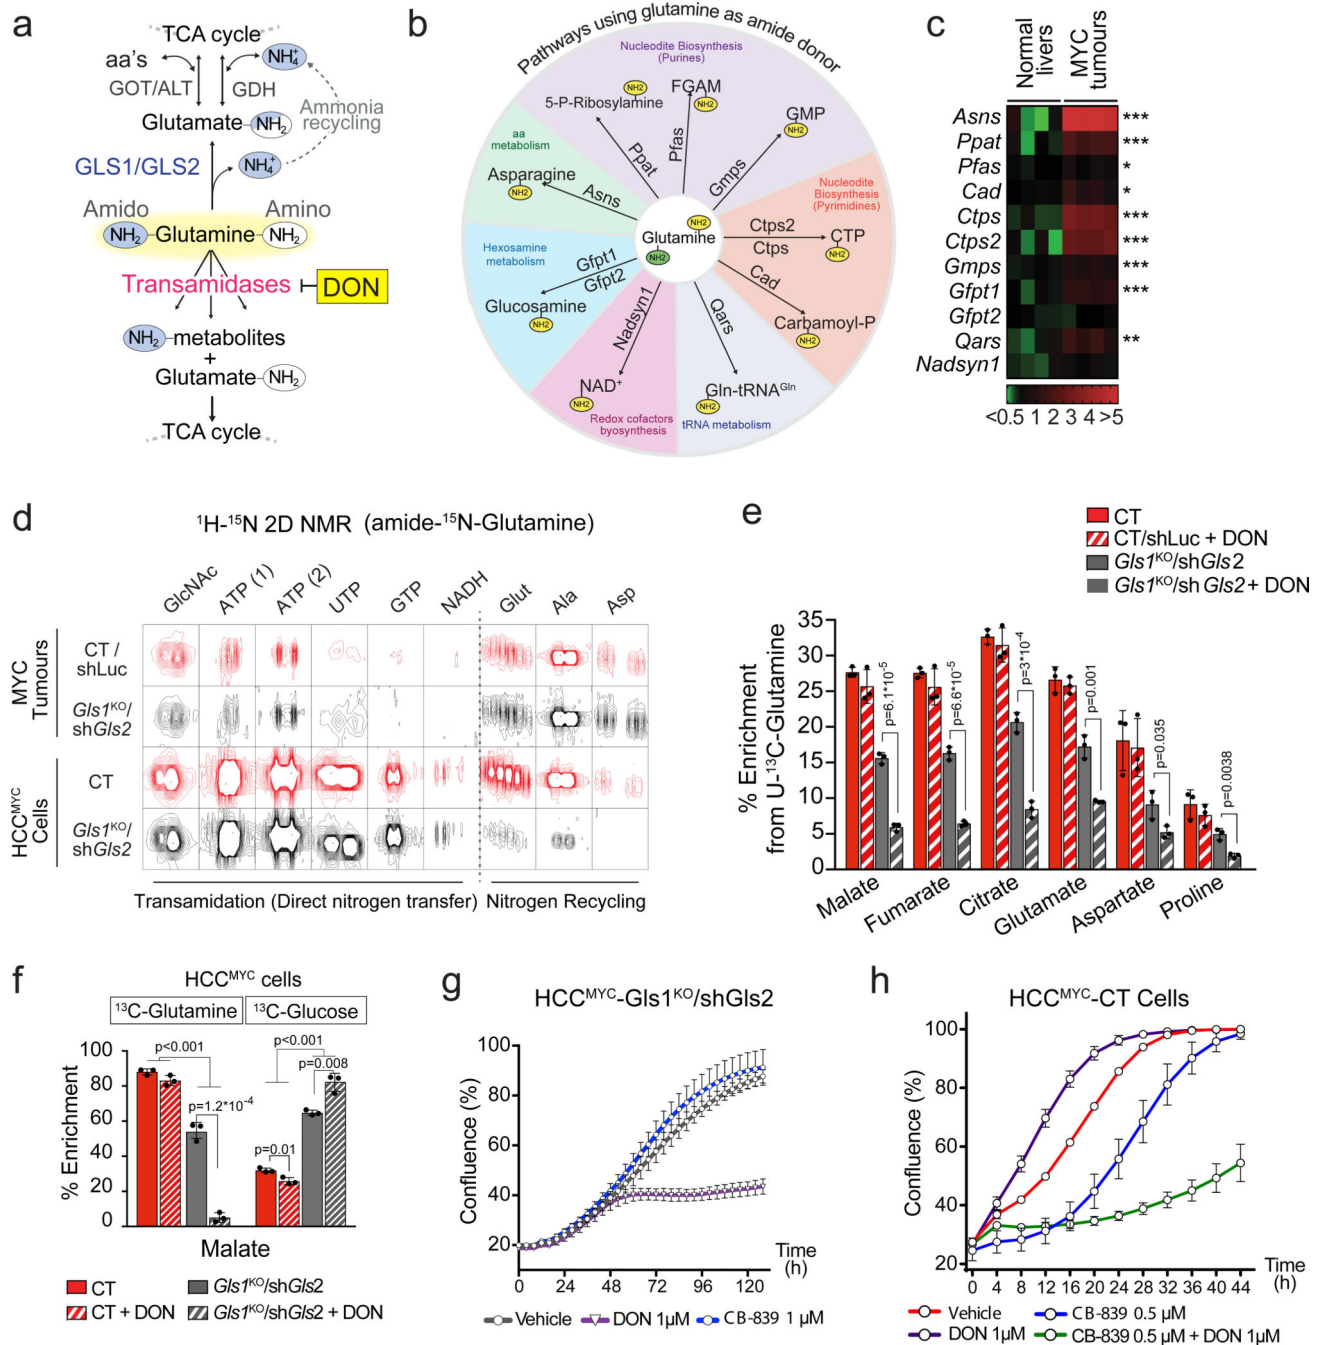 a
TCA cycle
aa's
NH4+
GOT/ALT
GDH
Ammonia
recycling
Glutamate
NH2
GLS1/GLS2
NH4+
Amido
Amino
NH2
Glutamine
NH2
Transamidases
DON
NH2
metabolites
+
Glutamate
NH2
TCA cycle
b
Pathways using glutamine as amide donor
Nucleodite Biosynthesis
(Purines)
NH2
5-P-Ribosylamine
FGAM
NH2
GMP
NH2
Ppat
Pfas
Gmps
aa
metabolism
Asparagine
NH2
Asns
Nucleodite
Biosynthesis
(Pyrimidines)
NH2
Glutamine
NH2
Ctps2
Ctps
CTP
NH2
Hexosamine
metabolism
Gfpt1
Gfpt2
Glucosamine
NH2
Cad
Carbamoyl-P
NH2
Nadsyn1
Qars
NAD+
NH2
Redox cofactors
byosynthesis
Gln-tRNAGln
NH2
tRNA metabolism
c
Normal
livers
MYC
tumours
Asns ***
Ppat ***
Pfas *
Cad *
Ctps ***
Ctps2 ***
Gmps ***
Gfpt1 ***
Gfpt2
Qars **
Nadsyn1
<0.5 1 2 3 4 >5
d
1H-15N 2D NMR (amide-15N-Glutamine)
GlcNAc
ATP (1)
ATP (2)
UTP
GTP
NADH
Glut
Ala
Asp
MYC
Tumours
CT /
shLuc
Gls1KO/
shGls2
HCCMYC
Cells
CT
Gls1KO/
shGls2
Transamidation (Direct nitrogen transfer)
Nitrogen Recycling
e
CT
CT/shLuc + DON
Gls1KO/shGls2
Gls1KO/sh Gls2 + DON
% Enrichment
from U-13C-Glutamine
35
30
25
20
15
10
5
0
p=6.1*10-5
p=6.6*10-5
p=3*10-4
p=0.001
p=0.035
p=0.0038
Malate
Fumarate
Citrate
Glutamate
Aspartate
Proline
f
HCCMYC cells
13C-Glutamine
13C-Glucose
% Enrichment
100
80
60
40
20
0
p<0.001
p=1.2*10-4
p<0.001
p=0.008
p=0.01
Malate
CT
Gls1KO/shGls2
CT + DON
Gls1KO/shGls2 + DON
g
HCCMYC-Gls1KO/shGls2
Confluence (%)
100
80
60
40
20
0 24 48 72 96 120
Time
(h)
Vehicle
DON 1µM
CB-839 1 µM
h
HCCMYC-CT Cells
Confluence (%)
100
80
60
40
20
0 4 8 12 16 20 24 28 32 36 40 44
Time
(h)
Vehicle
CB-839 0.5 µM
DON 1µM
CB-839 0.5 µM + DON 1µM